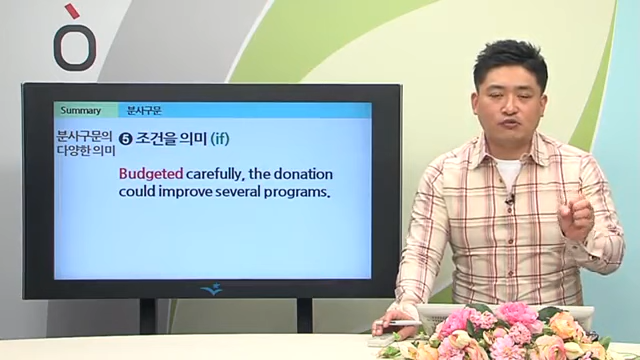 Summary
분사구문
분사구문의
다양한 의미
❺ 조건을 의미 (if)
Budgeted carefully, the donation
could improve several programs.